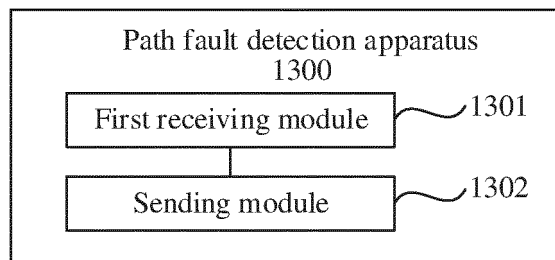 Path fault detection apparatus
1300
First receiving module
1301
Sending module
1302